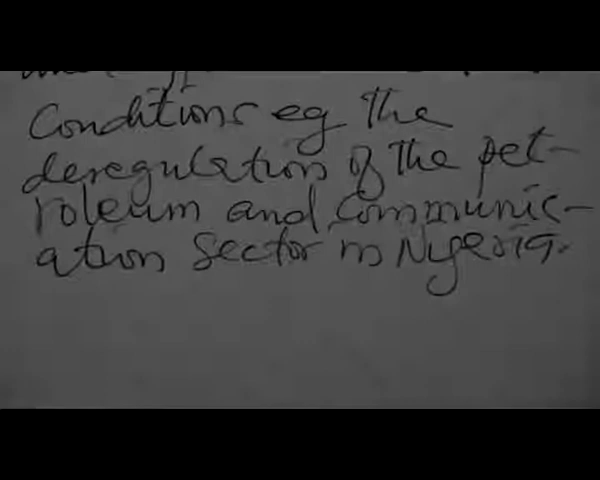 Conditions eg The
deregulation of the pet-
roleum and communic-
ation sector in Nigeria.